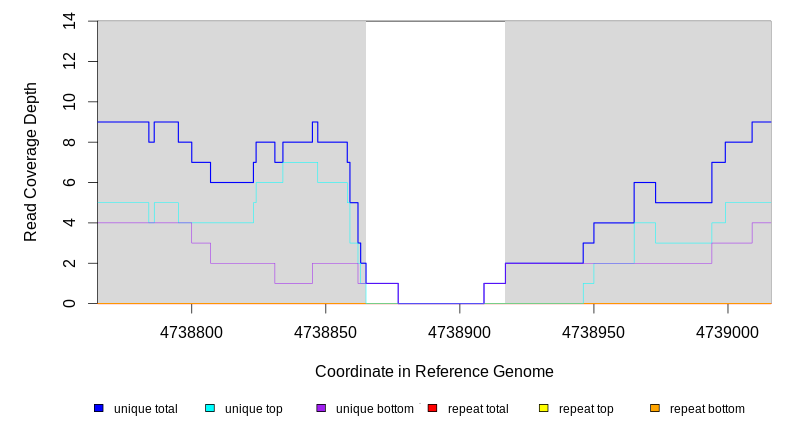 Read Coverage Depth
14
12
10
8
6
4
2
0
4738800 4738850 4738900 4738950 4739000
Coordinate in Reference Genome
unique total unique top unique bottom repeat total repeat top repeat bottom